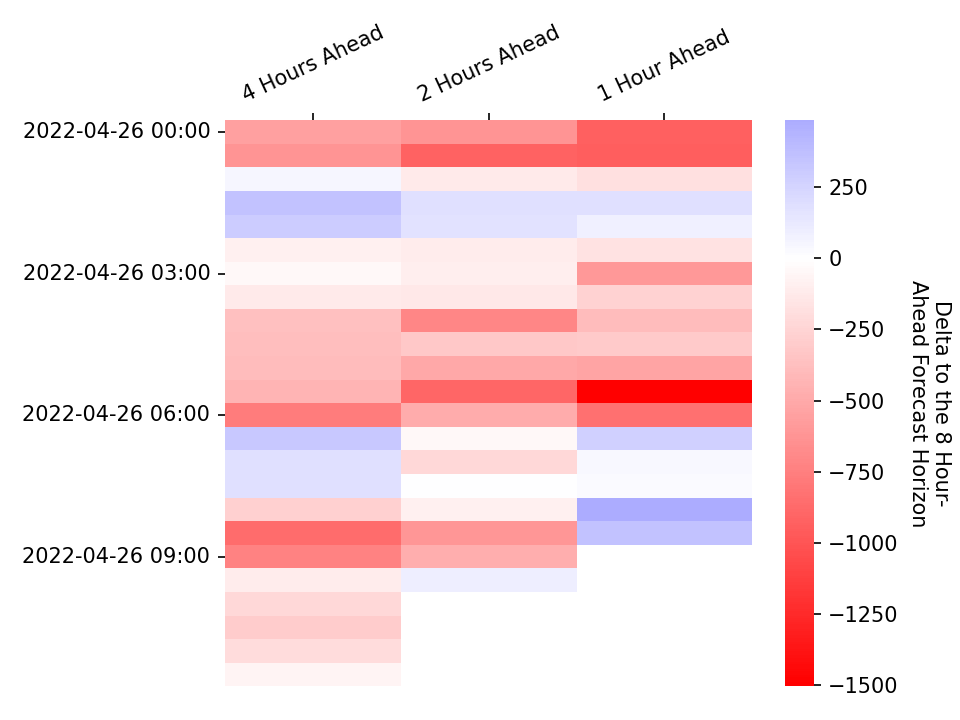 4 Hours Ahead
2 Hours Ahead
1 Hour Ahead
2022-04-26 00:00
2022-04-26 03:00
2022-04-26 06:00
2022-04-26 09:00
250
0
−250
−500
−750
−1000
−1250
−1500
Delta to the 8 Hour-
Ahead Forecast Horizon